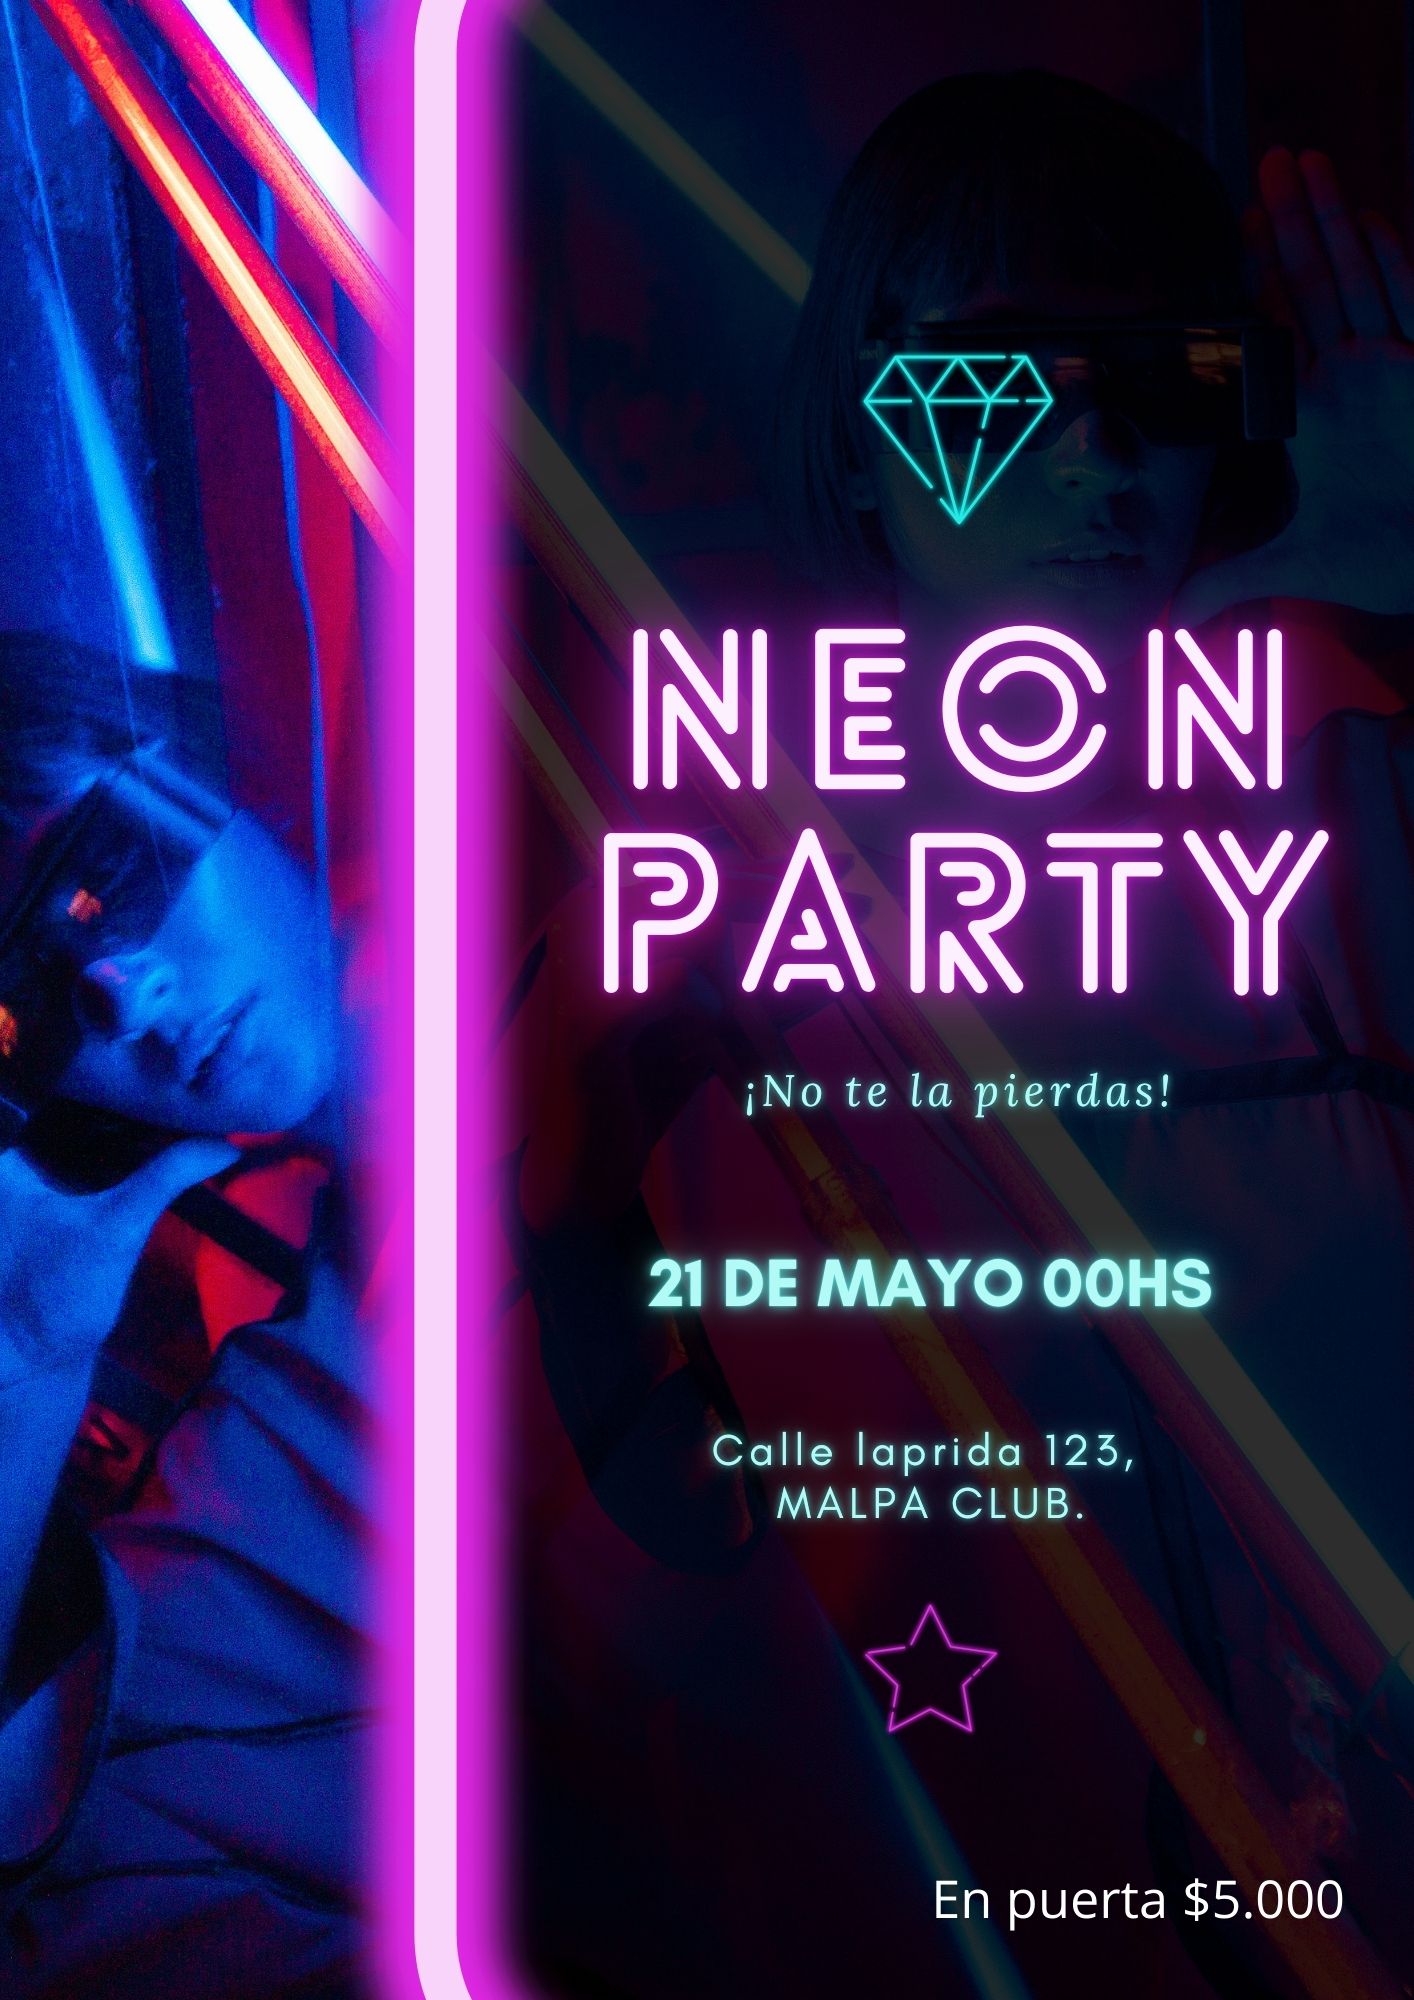 NEON
PARTY
¡No te la pierdas!
21 DE MAYO 00HS
Calle laprida 123,
MALPA CLUB.
En puerta $5.000